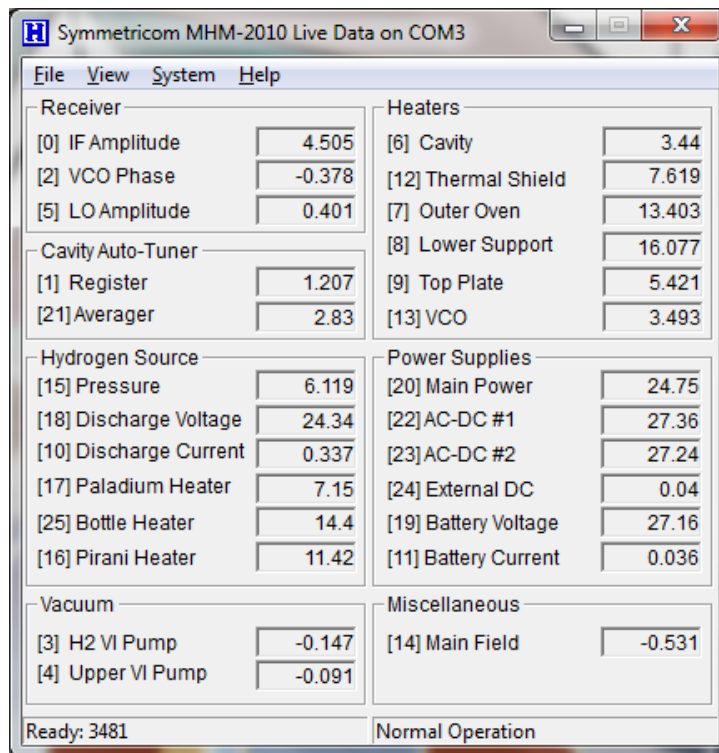 H Symmetricom MHM-2010 Live Data on COM3
File View System Help
Receiver
[0] IF Amplitude 4.505
[2] VCO Phase -0.378
[5] LO Amplitude 0.401
Cavity Auto-Tuner
[1] Register 1.207
[21] Averager 2.83
Hydrogen Source
[15] Pressure 6.119
[18] Discharge Voltage 24.34
[10] Discharge Current 0.337
[17] Paladium Heater 7.15
[25] Bottle Heater 14.4
[16] Pirani Heater 11.42
Vacuum
[3] H2 VI Pump -0.147
[4] Upper VI Pump -0.091
Heaters
[6] Cavity 3.44
[12] Thermal Shield 7.619
[7] Outer Oven 13.403
[8] Lower Support 16.077
[9] Top Plate 5.421
[13] VCO 3.493
Power Supplies
[20] Main Power 24.75
[22] AC-DC #1 27.36
[23] AC-DC #2 27.24
[24] External DC 0.04
[19] Battery Voltage 27.16
[11] Battery Current 0.036
Miscellaneous
[14] Main Field -0.531
Ready: 3481
Normal Operation